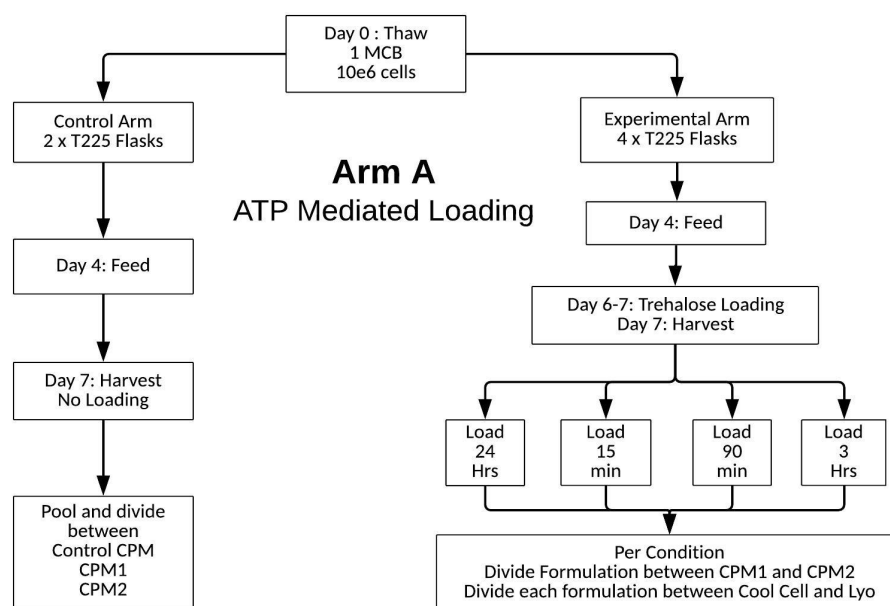 Day 0 : Thaw
1 MCB
10e6 cells
Control Arm
2 x T225 Flasks
Experimental Arm
4 x T225 Flasks
Arm A
ATP Mediated Loading
Day 4: Feed
Day 4: Feed
Day 6-7: Trehalose Loading
Day 7: Harvest
Day 7: Harvest
No Loading
Load
24
Hrs
Load
15
min
Load
90
min
Load
3
Hrs
Pool and divide
between
Control CPM
CPM1
CPM2
Per Condition
Divide Formulation between CPM1 and CPM2
Divide each formulation between Cool Cell and Lyo